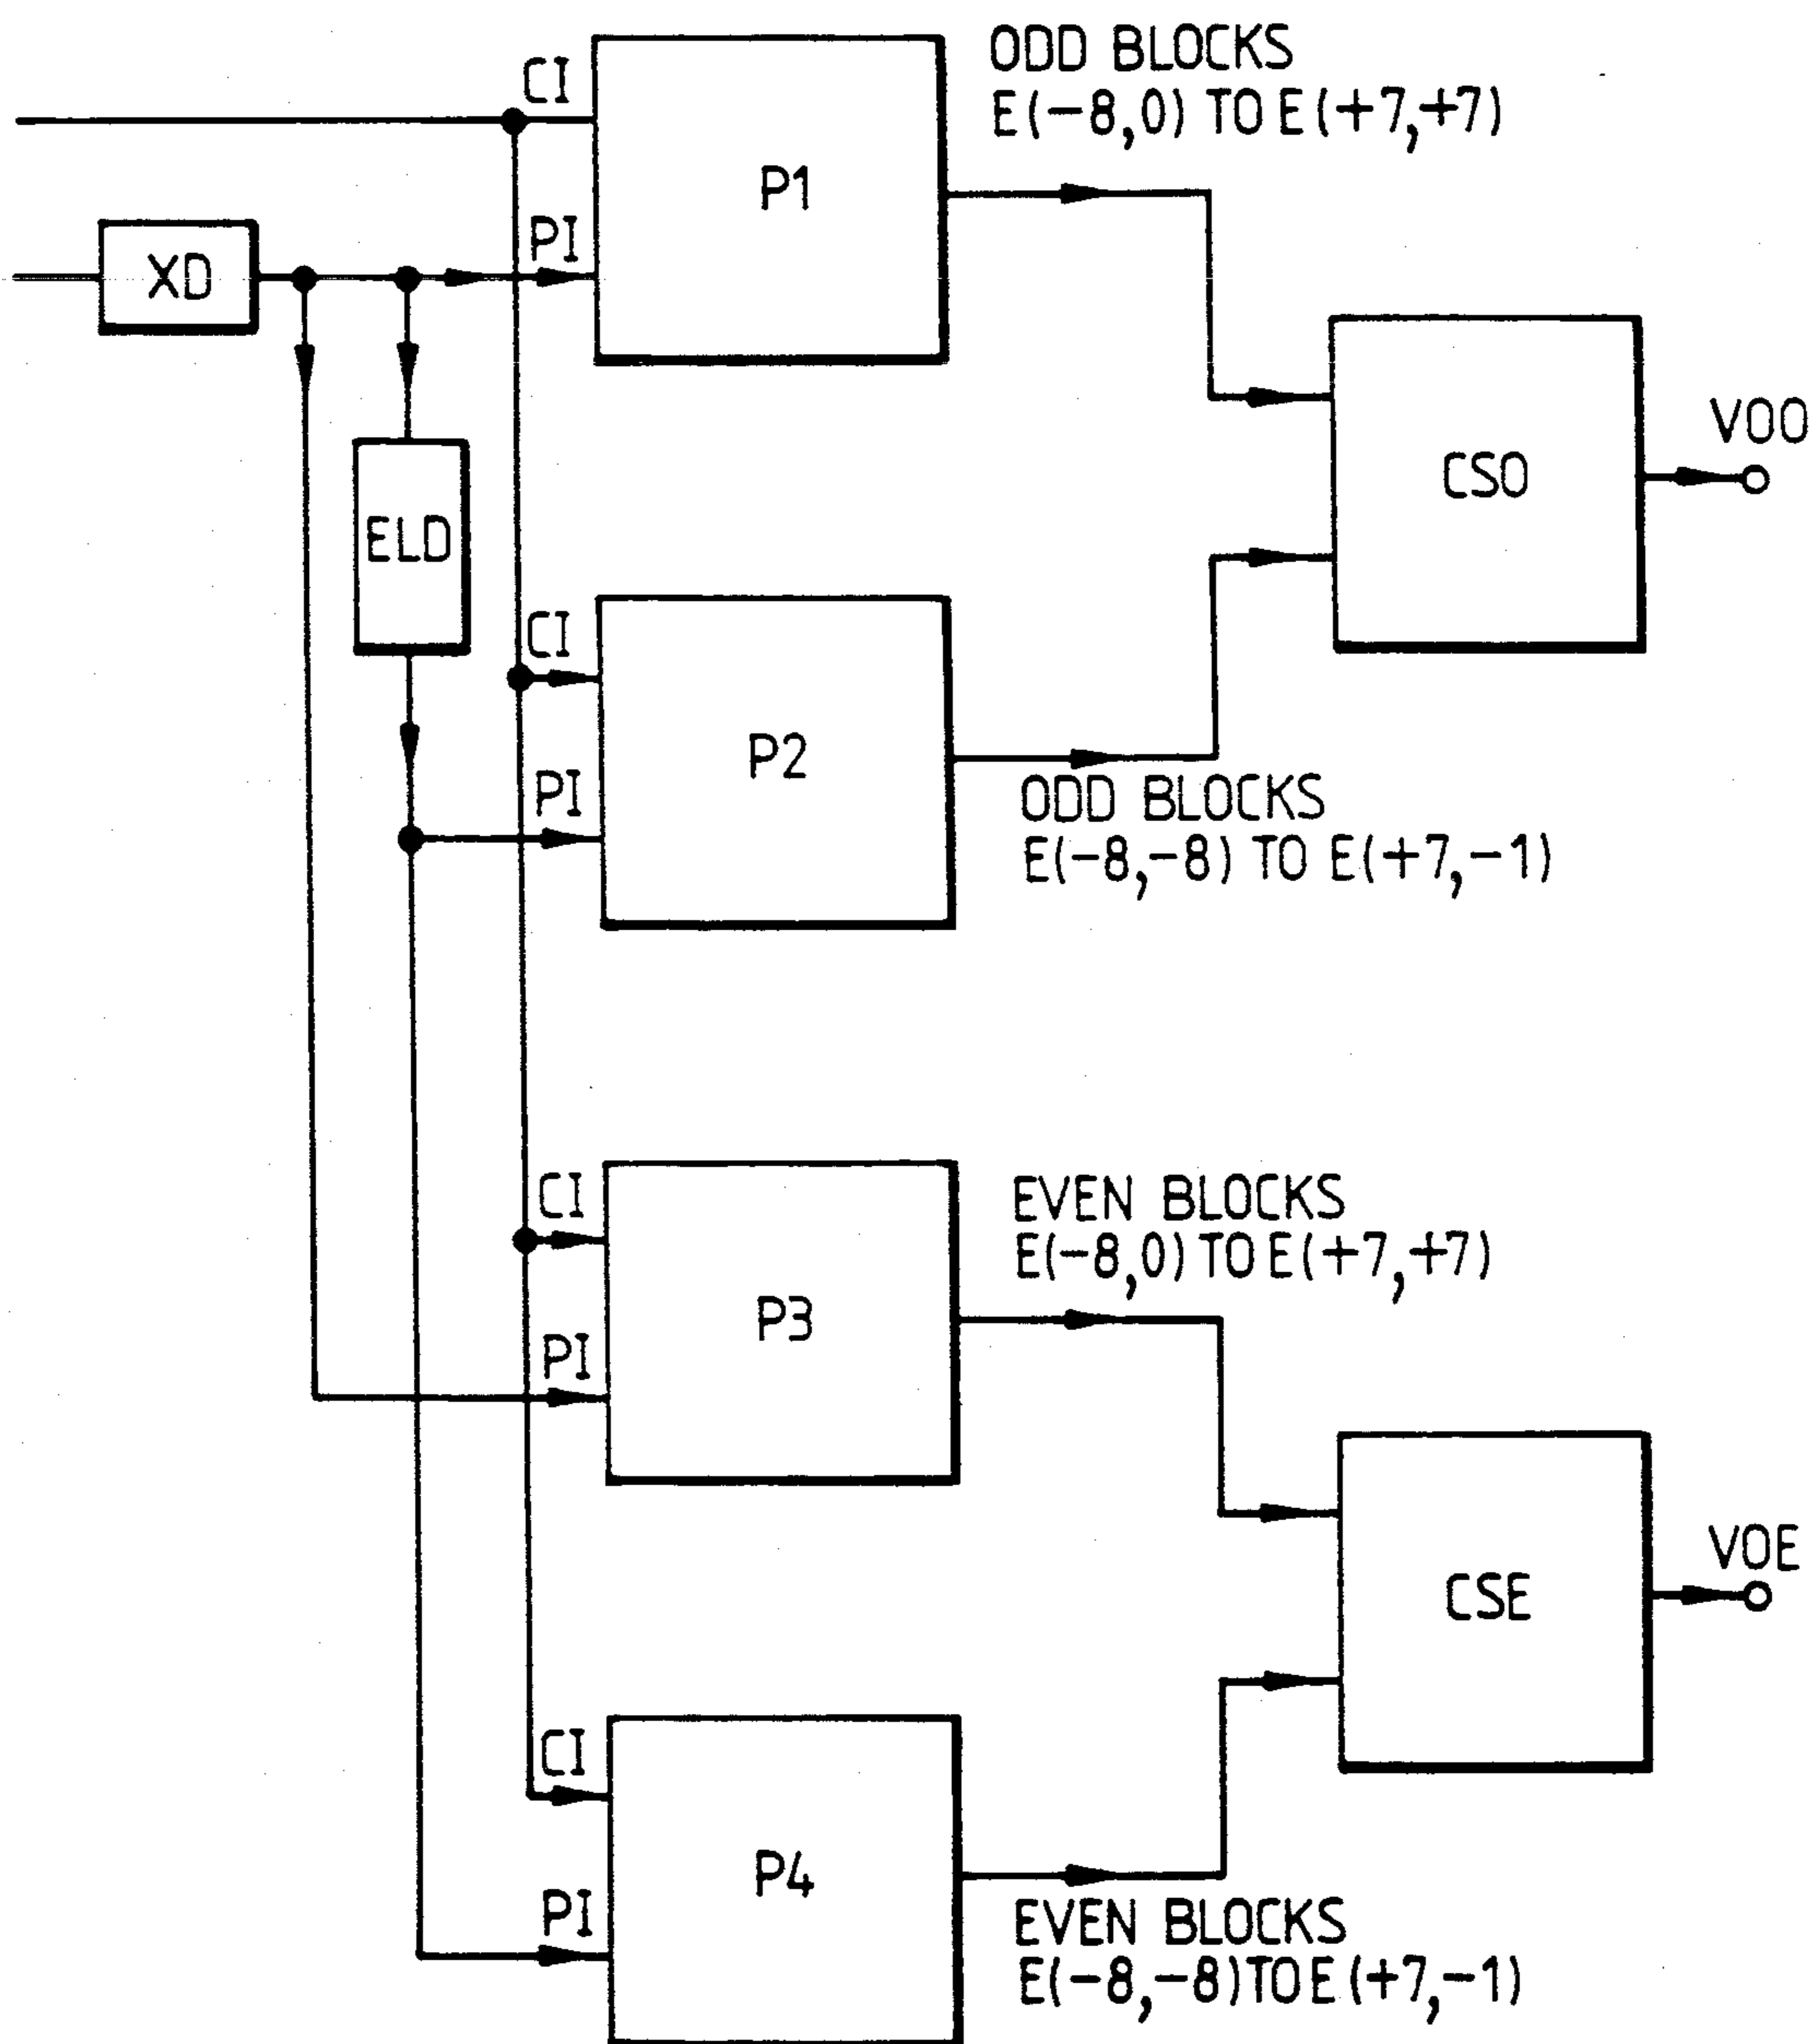 CI
ODD BLOCKS
E(-8,0) TO E(+7,+7)
P1
PI
XD
VOO
CSO
ELD
CI
P2
PI
ODD BLOCKS
E(-8,-8) TO E(+7,-1)
CI
EVEN BLOCKS
E(-8,0) TO E(+7,+7)
P3
PI
VOE
CSE
CI
P4
PI
EVEN BLOCKS
E(-8,-8) TO E(+7,-1)